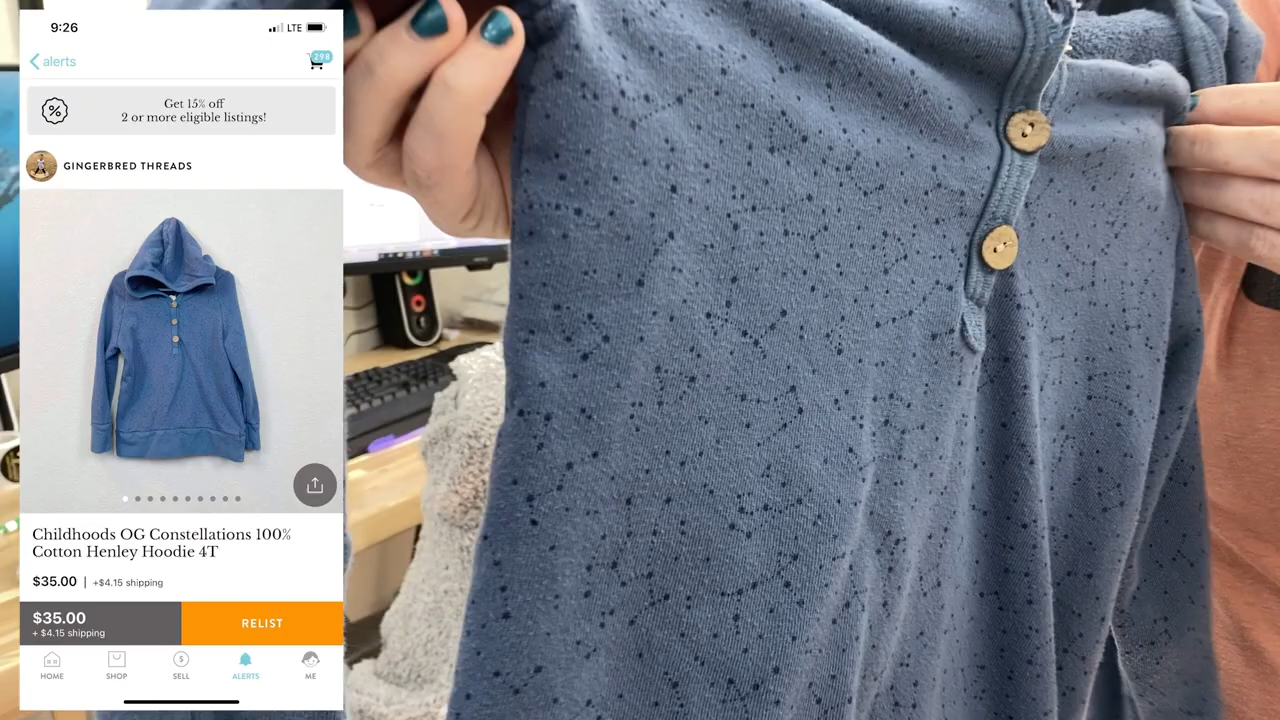 9:26
LTE
alerts
298
Get 15% off
2 or more eligible listings!
GINGERBRED THREADS
Childhoods OG Constellations 100%
Cotton Henley Hoodie 4T
$35.00 | +$4.15 shipping
$35.00
+ $4.15 shipping
RELIST
HOME
SHOP
SELL
ALERTS
ME